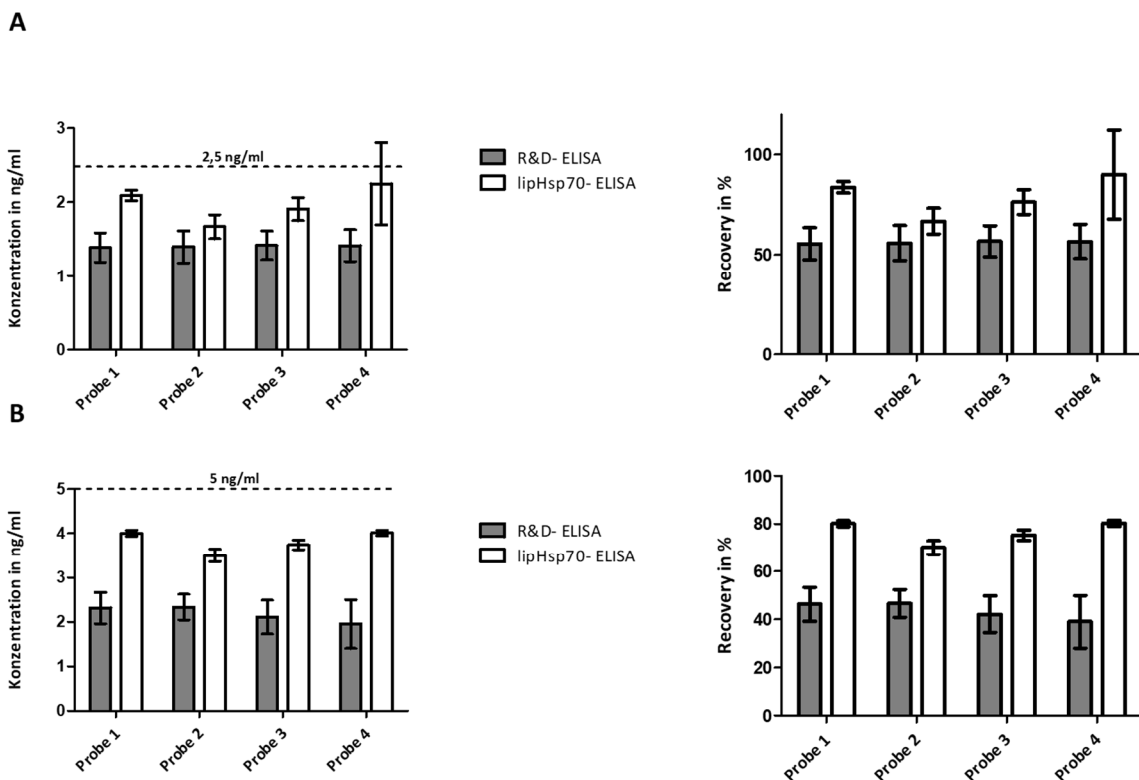 A
Konzentration in ng/ml
3
2
1
0
2,5 ng/ml
Probe 1
Probe 2
Probe 3
Probe 4
R&D- ELISA
lipHsp70- ELISA
Recovery in %
100
50
0
Probe 1
Probe 2
Probe 3
Probe 4
B
Konzentration in ng/ml
5
4
3
2
1
0
5 ng/ml
Probe 1
Probe 2
Probe 3
Probe 4
R&D- ELISA
lipHsp70- ELISA
Recovery in %
100
80
60
40
60
80
0
Probe 1
Probe 2
Probe 3
Probe 4